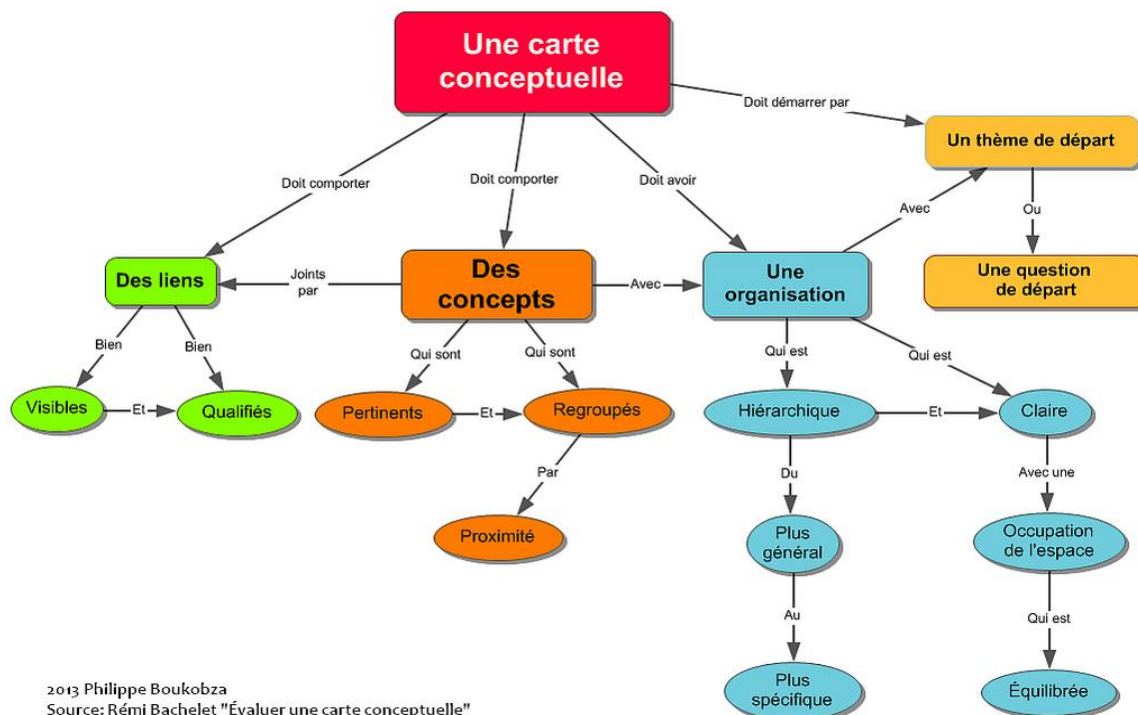 Une carte
conceptuelle
Doit démarrer par
Un thème de départ
Doit comporter
Doit comporter
Doit avoir
Avec
Ou
Des liens
Joints
par
Des
concepts
Avec
Une
organisation
Une question
de départ
Bien
Bien
Qui sont
Qui sont
Qui est
Qui est
Visibles
Et
Qualifiés
Pertinents
Et
Regroupés
Hiérarchique
Et
Claire
Par
Du
Avec une
Proximité
Plus
général
Occupation
de l'espace
Au
Qui est
Plus
spécifique
Équilibrée
2013 Philippe Boukobza
Source: Rémi Bachelet "Évaluer une carte conceptuelle"